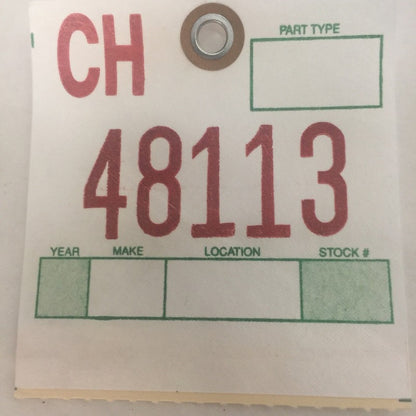 CH
PART TYPE
48113
YEAR MAKE LOCATION STOCK #